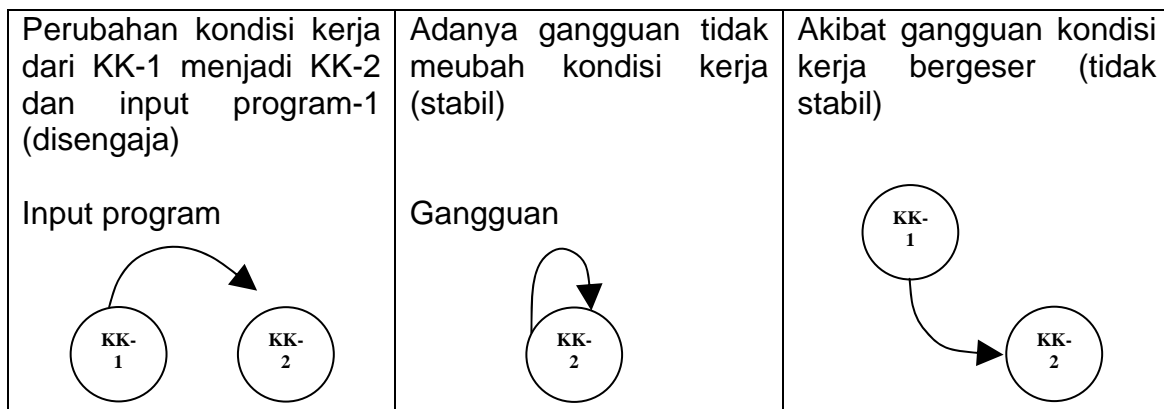 Perubahan kondisi kerja
dari KK-1 menjadi KK-2
dan input program-1
(disengaja)
Input program
KK-
1
KK-
2
Adanya gangguan tidak
meubah kondisi kerja
(stabil)
Gangguan
KK-
2
Akibat gangguan kondisi
kerja bergeser (tidak
stabil)
KK-
1
KK-
2